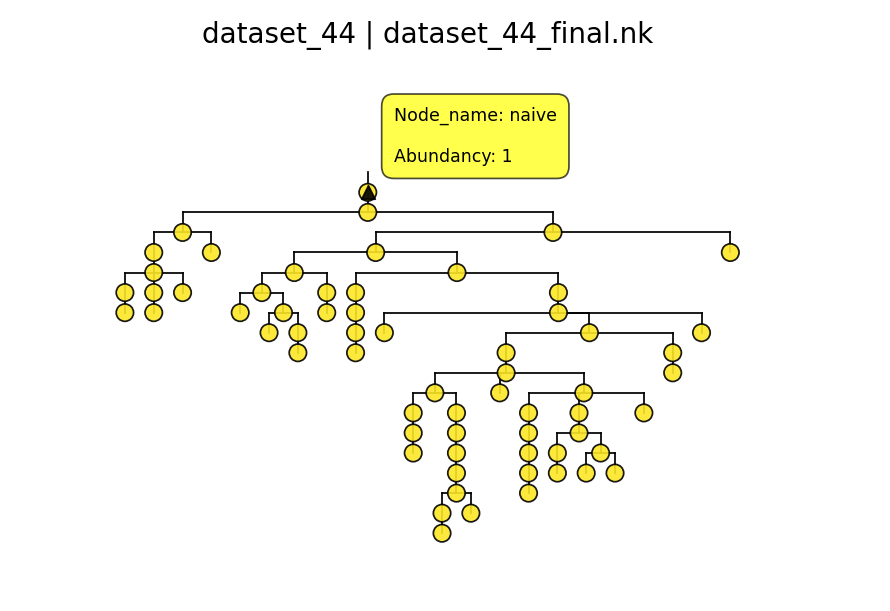 dataset_44 | dataset_44_final.nk
Node_name: naive
Abundancy: 1